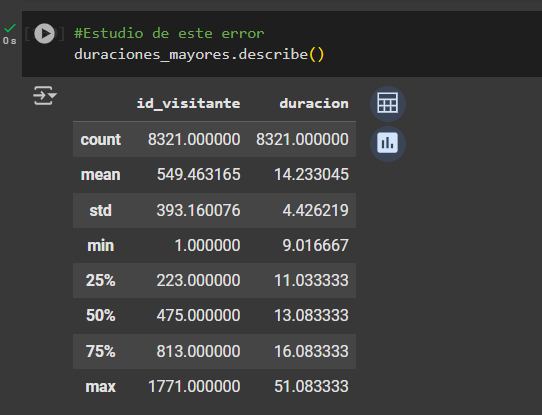 0s
#Estudio de este error
duraciones_mayores.describe()
id_visitante duracion
count 8321.000000 8321.000000
mean 549.463165 14.233045
std 393.160076 4.426219
min 1.000000 9.016667
25% 223.000000 11.033333
50% 475.000000 13.083333
75% 813.000000 16.083333
max 1771.000000 51.083333